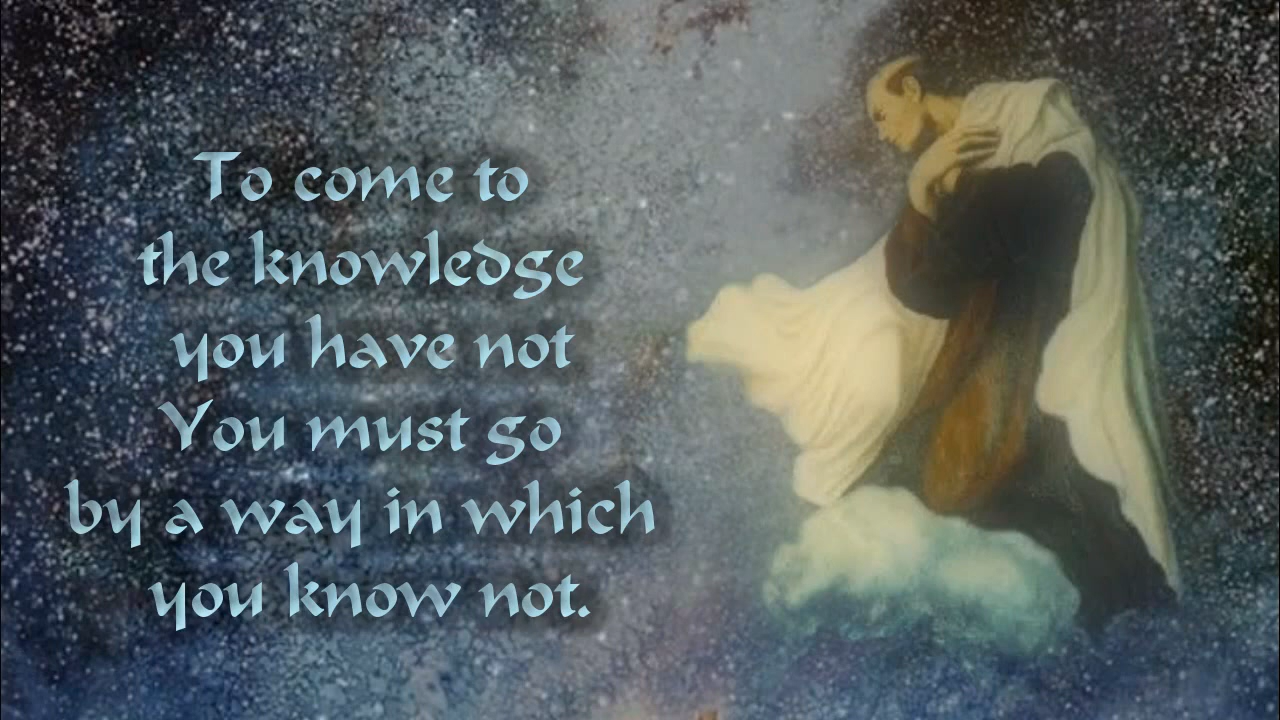 To come to
the knowledge
you have not
You must go
by a way in which
you know not.